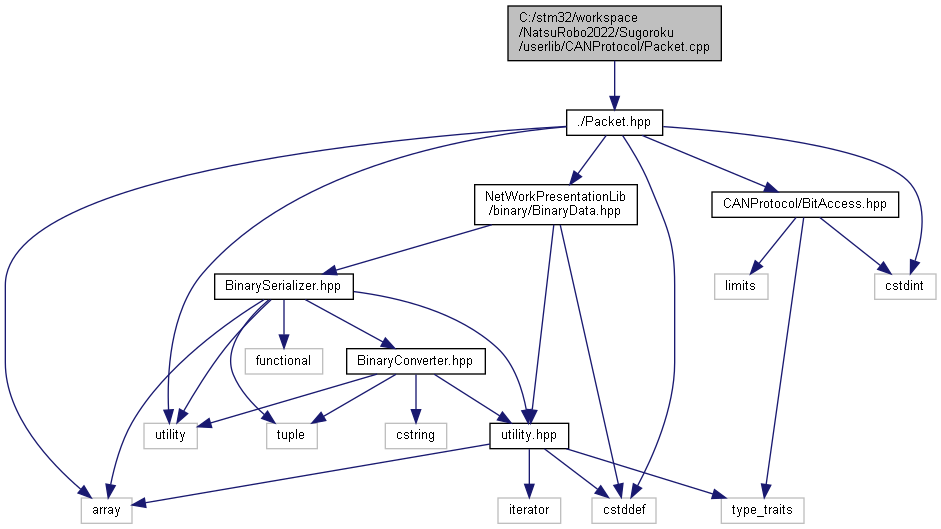 C:/stm32/workspace
/NatsuRobo2022/Sugoroku
/userlib/CANProtocol/Packet.cpp
./Packet.hpp
NetWorkPresentationLib
/binary/BinaryData.hpp
CANProtocol/BitAccess.hpp
BinarySerializer.hpp
limits
cstdint
functional
BinaryConverter.hpp
utility
tuple
cstring
utility.hpp
array
iterator
cstddef
type_traits